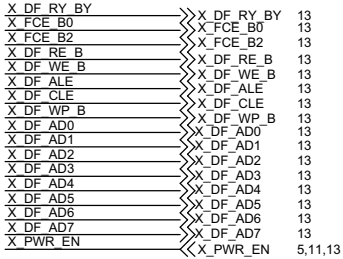 X_DF_RY_BY X_DF_RY_BY 13
X_FCE_B0 X_FCE_B0 13
X_FCE_B2 X_FCE_B2 13
X_DF_RE_B X_DF_RE_B 13
X_DF_WE_B X_DF_WE_B 13
X_DF_ALE X_DF_ALE 13
X_DF_CLE X_DF_CLE 13
X_DF_WP_B X_DF_WP_B 13
X_DF_AD0 X_DF_AD0 13
X_DF_AD1 X_DF_AD1 13
X_DF_AD2 X_DF_AD2 13
X_DF_AD3 X_DF_AD3 13
X_DF_AD4 X_DF_AD4 13
X_DF_AD5 X_DF_AD5 13
X_DF_AD6 X_DF_AD6 13
X_DF_AD7 X_DF_AD7 13
X_PWR_EN X_PWR_EN 5,11,13